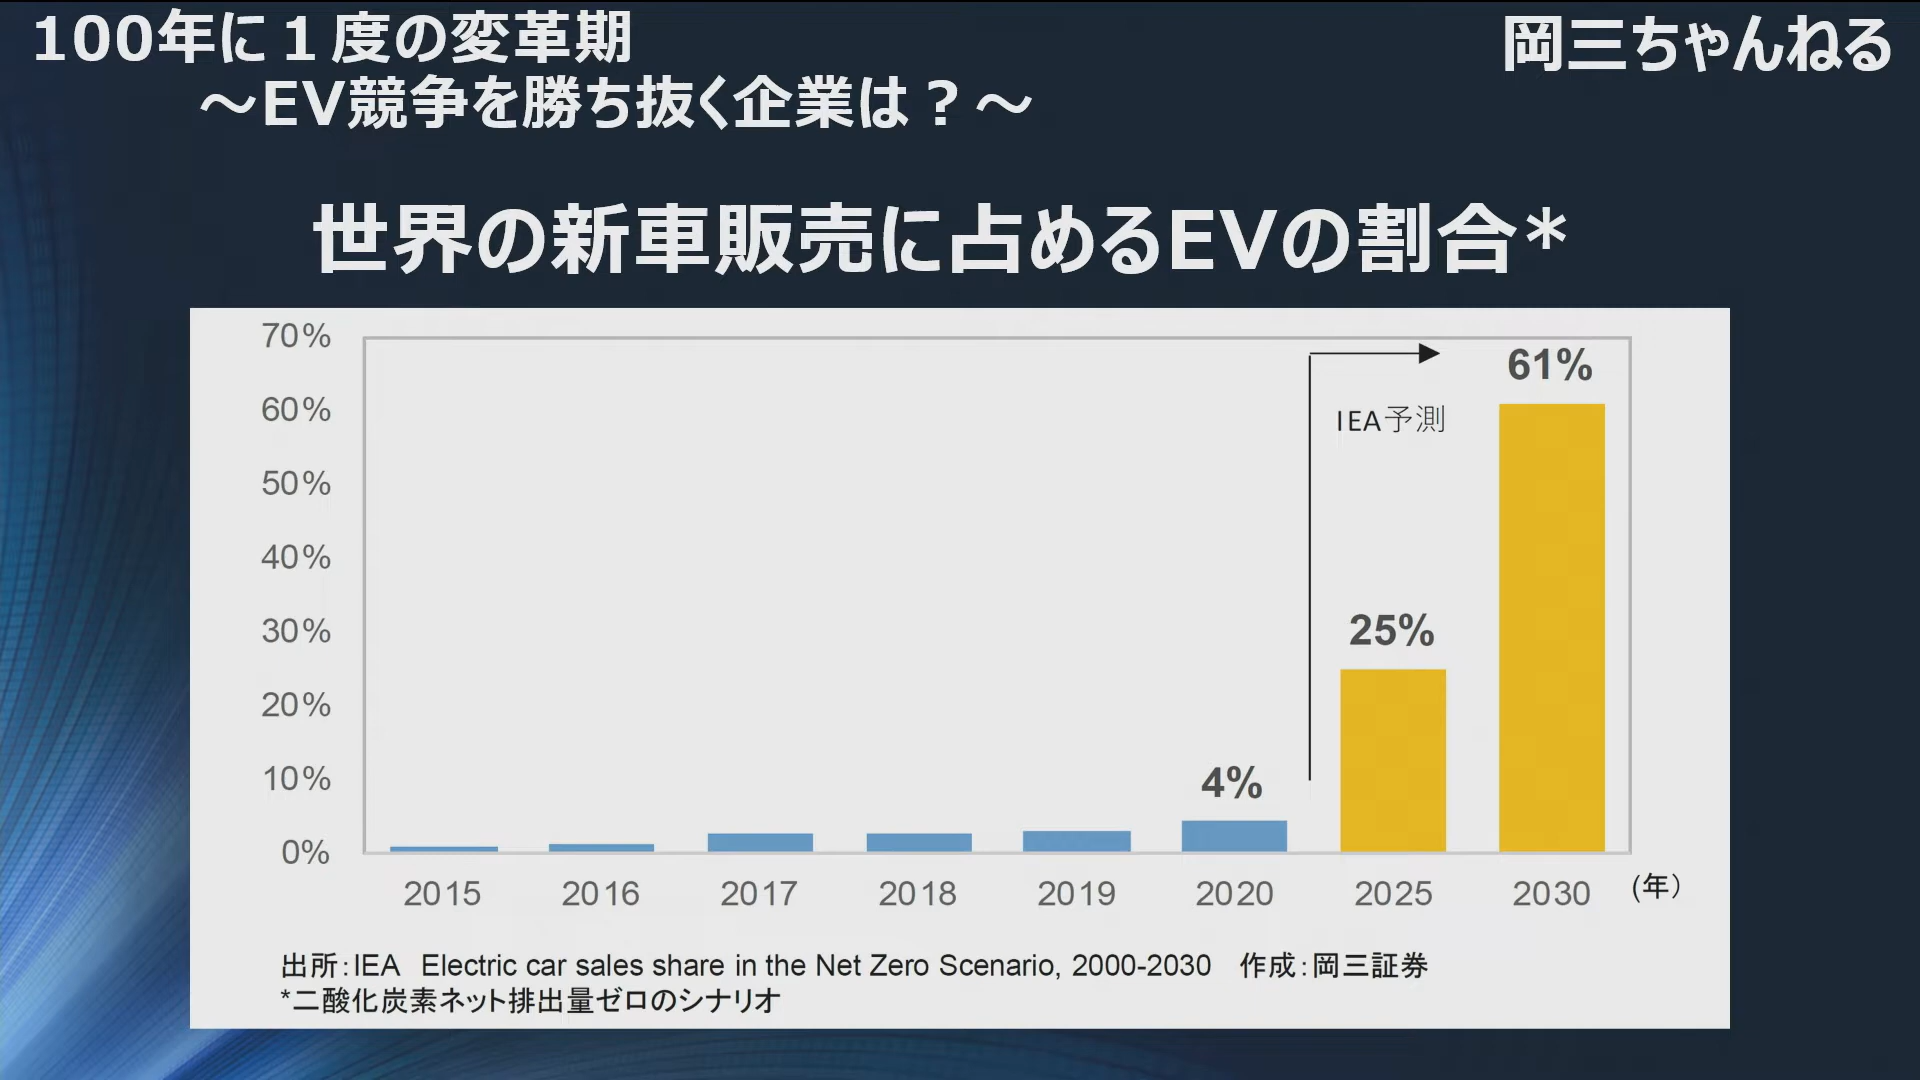 100年に１度の変革期
～EV競争を勝ち抜く企業は？～
岡三ちゃんねる
世界の新車販売に占めるEVの割合*
70%
60%
50%
40%
30%
20%
10%
0%
IEA予測
4%
25%
61%
2015 2016 2017 2018 2019 2020 2025 2030 (年)
出所：IEA Electric car sales share in the Net Zero Scenario, 2000-2030 作成：岡三証券
*二酸化炭素ネット排出量ゼロのシナリオ